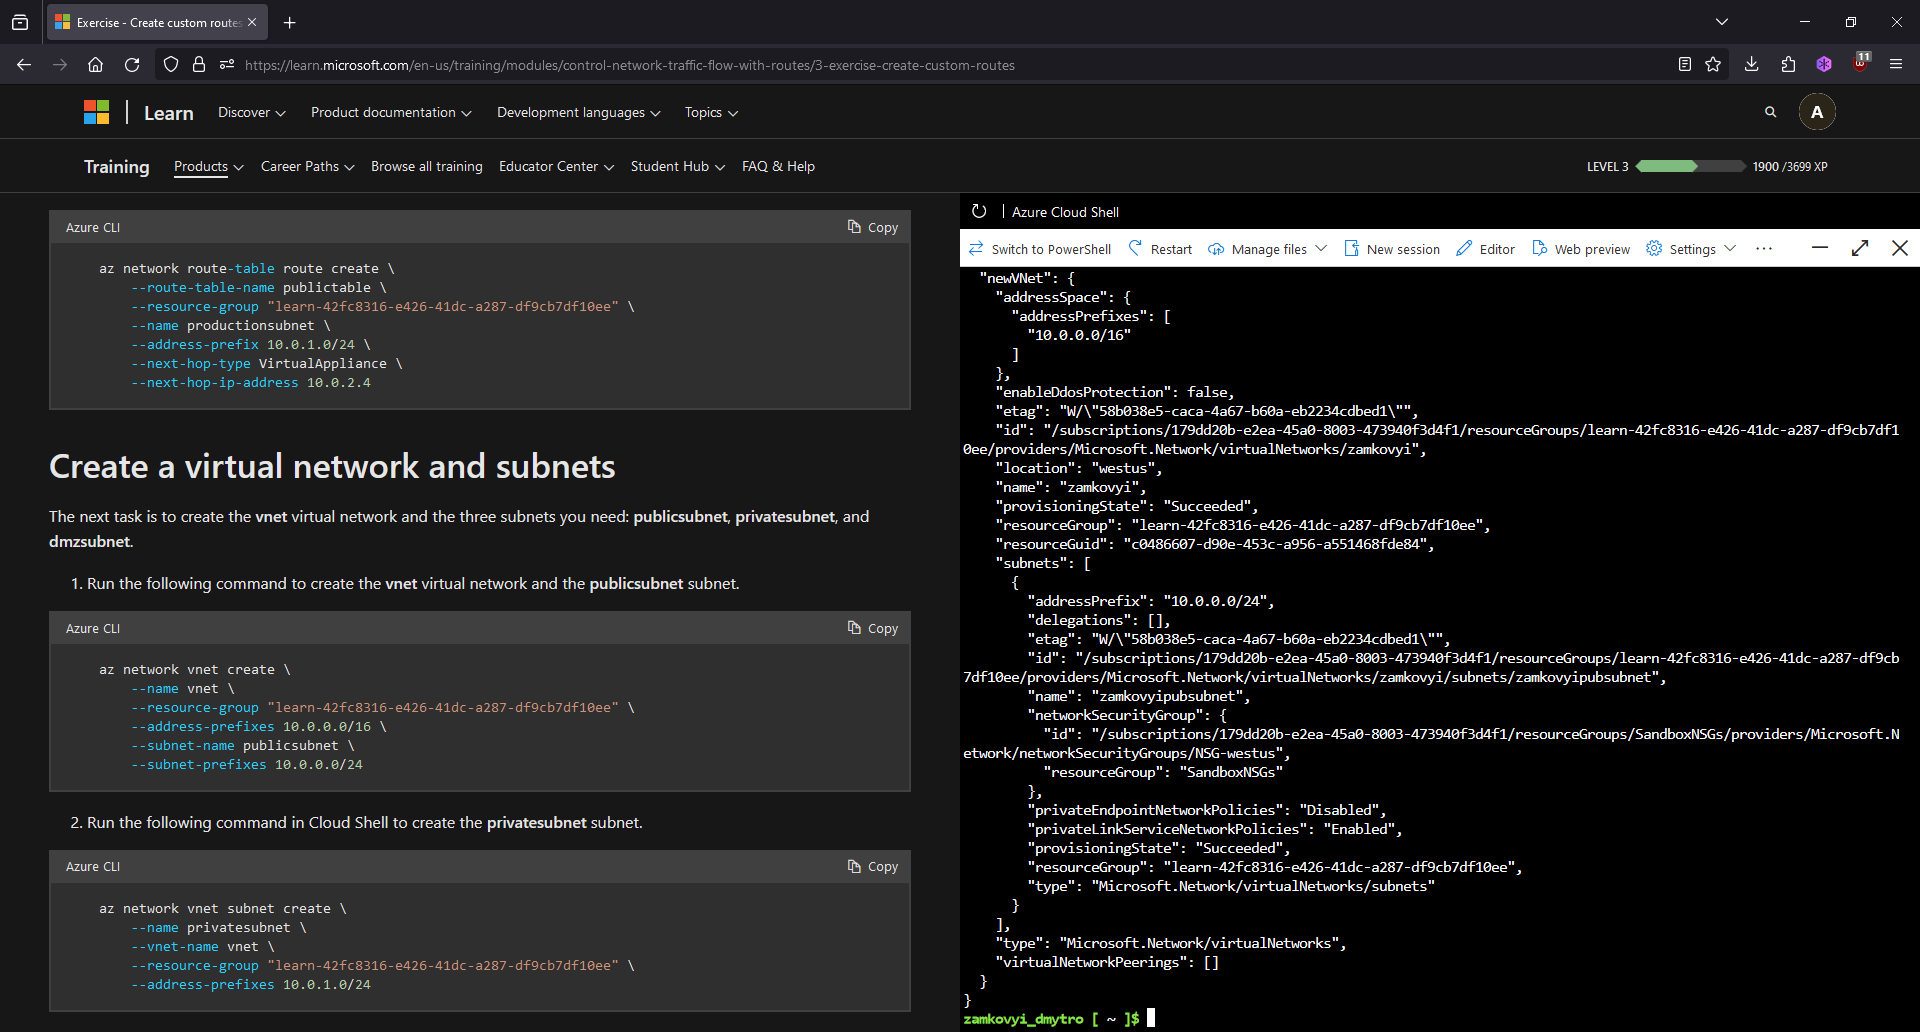 Exercise - Create custom routes
https://learn.microsoft.com/en-us/training/modules/control-network-traffic-flow-with-routes/3-exercise-create-custom-routes
11
Learn
Discover
Product documentation
Development languages
Topics
A
Training
Products
Career Paths
Browse all training
Educator Center
Student Hub
FAQ & Help
LEVEL 3
1900 /3699 XP
Azure CLI
Copy
az network route-table route create \
--route-table-name publictable \
--resource-group "learn-42fc8316-e426-41dc-a287-df9cb7df10ee" \
--name productionsubnet \
--address-prefix 10.0.1.0/24 \
--next-hop-type VirtualAppliance \
--next-hop-ip-address 10.0.2.4
Create a virtual network and subnets
The next task is to create the vnet virtual network and the three subnets you need: publicsubnet, privatesubnet, and
dmzsubnet.
1. Run the following command to create the vnet virtual network and the publicsubnet subnet.
Azure CLI
Copy
az network vnet create \
--name vnet \
--resource-group "learn-42fc8316-e426-41dc-a287-df9cb7df10ee" \
--address-prefixes 10.0.0.0/16 \
--subnet-name publicsubnet \
--subnet-prefixes 10.0.0.0/24
2. Run the following command in Cloud Shell to create the privatesubnet subnet.
Azure CLI
Copy
az network vnet subnet create \
--name privatesubnet \
--vnet-name vnet \
--resource-group "learn-42fc8316-e426-41dc-a287-df9cb7df10ee" \
--address-prefixes 10.0.1.0/24
Azure Cloud Shell
Switch to PowerShell
Restart
Manage files
New session
Editor
Web preview
Settings
"newVNet": {
"addressSpace": {
"addressPrefixes": [
"10.0.0.0/16"
]
},
"enableDdosProtection": false,
"etag": "W/\"58b038e5-caca-4a67-b60a-eb2234cdbed1\"",
"id": "/subscriptions/179dd20b-e2ea-45a0-8003-473940f3d4f1/resourceGroups/learn-42fc8316-e426-41dc-a287-df9cb7df1
0ee/providers/Microsoft.Network/virtualNetworks/zamkovyi",
"location": "westus",
"name": "zamkovyi",
"provisioningState": "Succeeded",
"resourceGroup": "learn-42fc8316-e426-41dc-a287-df9cb7df10ee",
"resourceGuid": "c0486607-d90e-453c-a956-a551468fde84",
"subnets": [
{
"addressPrefix": "10.0.0.0/24",
"delegations": [],
"etag": "W/\"58b038e5-caca-4a67-b60a-eb2234cdbed1\"",
"id": "/subscriptions/179dd20b-e2ea-45a0-8003-473940f3d4f1/resourceGroups/learn-42fc8316-e426-41dc-a287-df9cb
7df10ee/providers/Microsoft.Network/virtualNetworks/zamkovyi/subnets/zamkovyipubsubnet",
"name": "zamkovyipubsubnet",
"networkSecurityGroup": {
"id": "/subscriptions/179dd20b-e2ea-45a0-8003-473940f3d4f1/resourceGroups/SandboxNSGs/providers/Microsoft.N
etwork/networkSecurityGroups/NSG-westus",
"resourceGroup": "SandboxNSGs"
},
"privateEndpointNetworkPolicies": "Disabled",
"privateLinkServiceNetworkPolicies": "Enabled",
"provisioningState": "Succeeded",
"resourceGroup": "learn-42fc8316-e426-41dc-a287-df9cb7df10ee",
"type": "Microsoft.Network/virtualNetworks/subnets"
}
],
"type": "Microsoft.Network/virtualNetworks",
"virtualNetworkPeerings": []
}
}
zamkovyi_dmytro [ ~ ]$